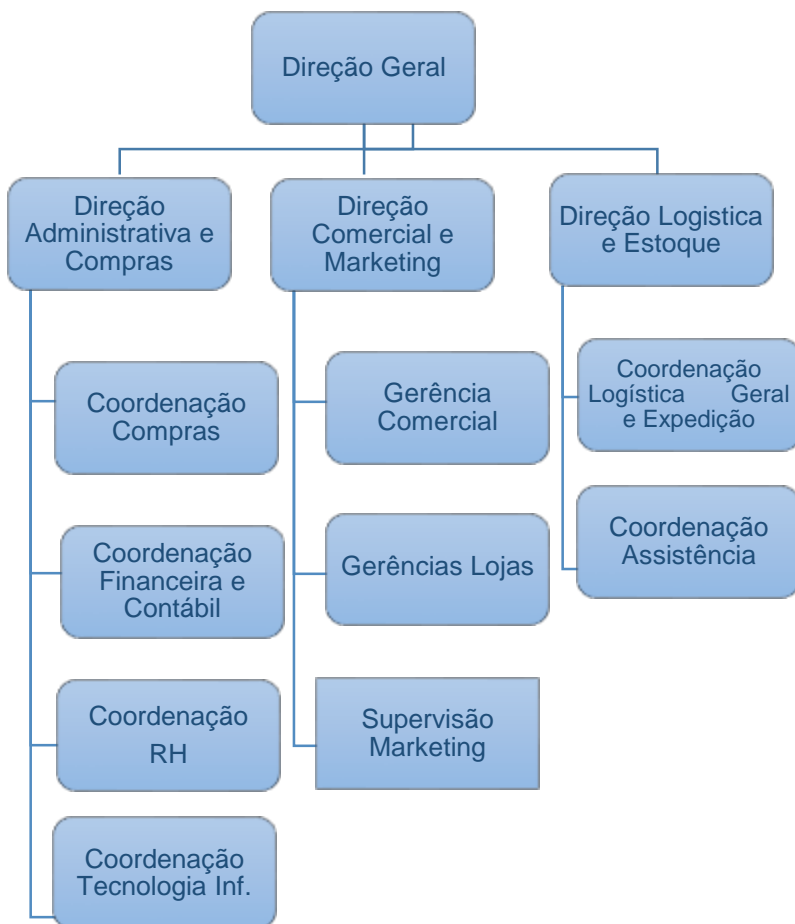 Direção Geral
Direção
Administrativa e
Compras
Direção
Comercial e
Marketing
Direção Logistica
e Estoque
Coordenação
Compras
Coordenação
Financeira e
Contábil
Coordenação
RH
Coordenação
Tecnologia Inf.
Gerência
Comercial
Gerências Lojas
Supervisão
Marketing
Coordenação
Logística Geral
e Expedição
Coordenação
Assistência